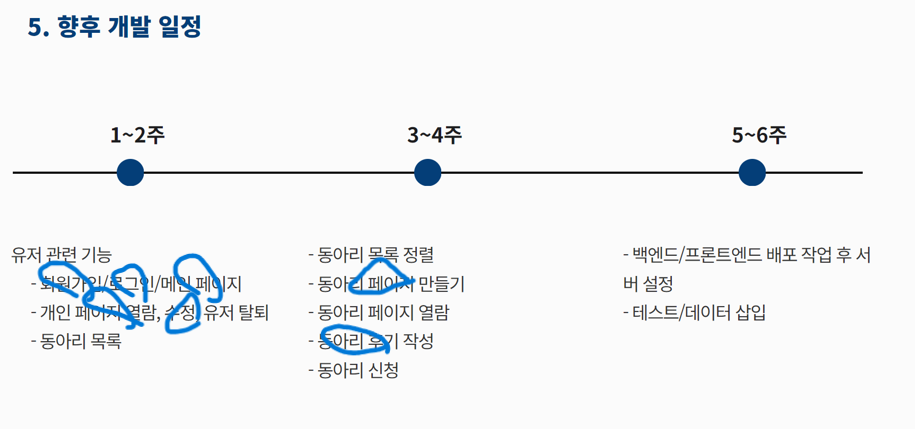 5. 향후 개발 일정
1~2주
3~4주
5~6주
유저 관련 기능
- 회원가입/로그인/메인 페이지
- 개인 페이지 열람, 수정, 유저 탈퇴
- 동아리 목록
- 동아리 목록 정렬
- 동아리 페이지 만들기
- 동아리 페이지 열람
- 동아리 후기 작성
- 동아리 신청
- 백엔드/프론트엔드 배포 작업 후 서
버 설정
- 테스트/데이터 삽입